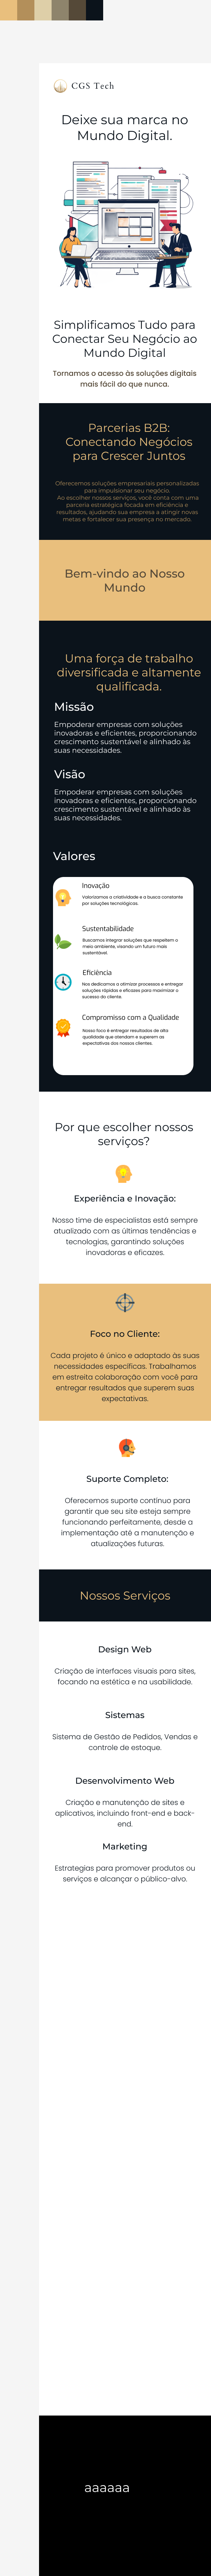 CGS Tech
Deixe sua marca no
Mundo Digital.
Simplificamos Tudo para
Conectar Seu Negócio ao
Mundo Digital
Tornamos o acesso às soluções digitais
mais fácil do que nunca.
Parcerias B2B:
Conectando Negócios
para Crescer Juntos
Oferecemos soluções empresariais personalizadas
para impulsionar seu negócio.
Ao escolher nossos serviços, você conta com uma
parceria estratégica focada em eficiência e
resultados, ajudando sua empresa a atingir novas
metas e fortalecer sua presença no mercado.
Bem-vindo ao Nosso
Mundo
Uma força de trabalho
diversificada e altamente
qualificada.
Missão
Empoderar empresas com soluções
inovadoras e eficientes, proporcionando
crescimento sustentável e alinhado às
suas necessidades.
Visão
Empoderar empresas com soluções
inovadoras e eficientes, proporcionando
crescimento sustentável e alinhado às
suas necessidades.
Valores
Inovação
Valorizamos a criatividade e a busca constante
por soluções tecnológicas.
Sustentabilidade
Buscamos integrar soluções que respeitem o
meio ambiente, visando um futuro mais
sustentável.
Eficiência
Nos dedicamos a otimizar processos e entregar
soluções rápidas e eficazes para maximizar o
sucesso do cliente.
Compromisso com a Qualidade
Nosso foco é entregar resultados de alta
qualidade que atendam e superem as
expectativas dos nossos clientes.
Por que escolher nossos
serviços?
Experiência e Inovação:
Nosso time de especialistas está sempre
atualizado com as últimas tendências e
tecnologias, garantindo soluções
inovadoras e eficazes.
Foco no Cliente:
Cada projeto é único e adaptado às suas
necessidades específicas. Trabalhamos
em estreita colaboração com você para
entregar resultados que superem suas
expectativas.
Suporte Completo:
Oferecemos suporte contínuo para
garantir que seu site esteja sempre
funcionando perfeitamente, desde a
implementação até a manutenção e
atualizações futuras.
Nossos Serviços
Design Web
Criação de interfaces visuais para sites,
focando na estética e na usabilidade.
Sistemas
Sistema de Gestão de Pedidos, Vendas e
controle de estoque.
Desenvolvimento Web
Criação e manutenção de sites e
aplicativos, incluindo front-end e back-
end.
Marketing
Estratégias para promover produtos ou
serviços e alcançar o público-alvo.
aaaaaa